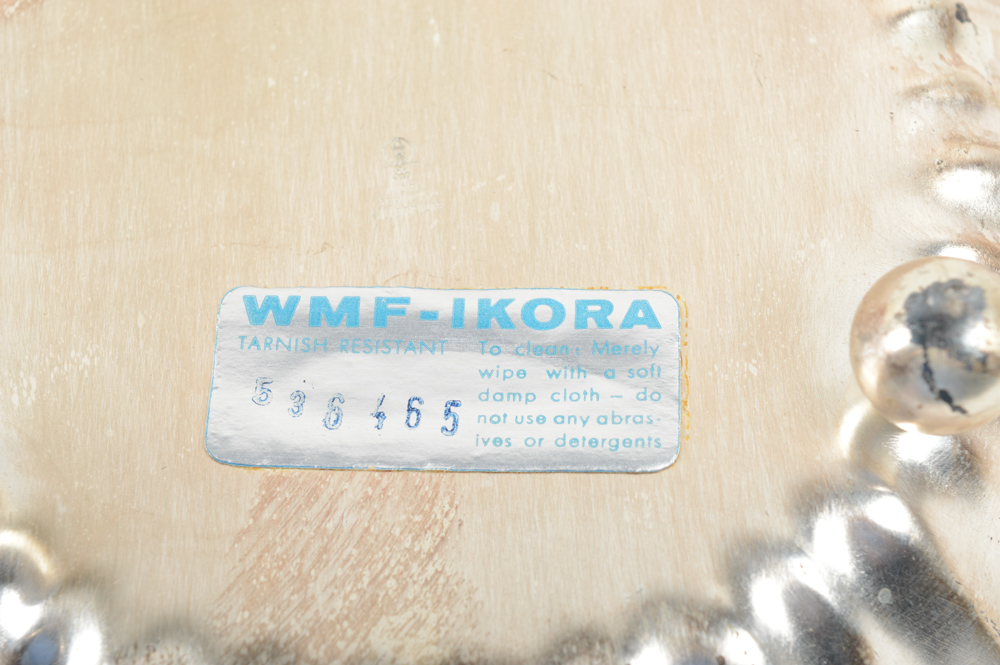 WMF-IKORA
TARNISH RESISTANT
To clean: Merely
wipe with a soft
damp cloth – do
not use any abras-
ives or detergents